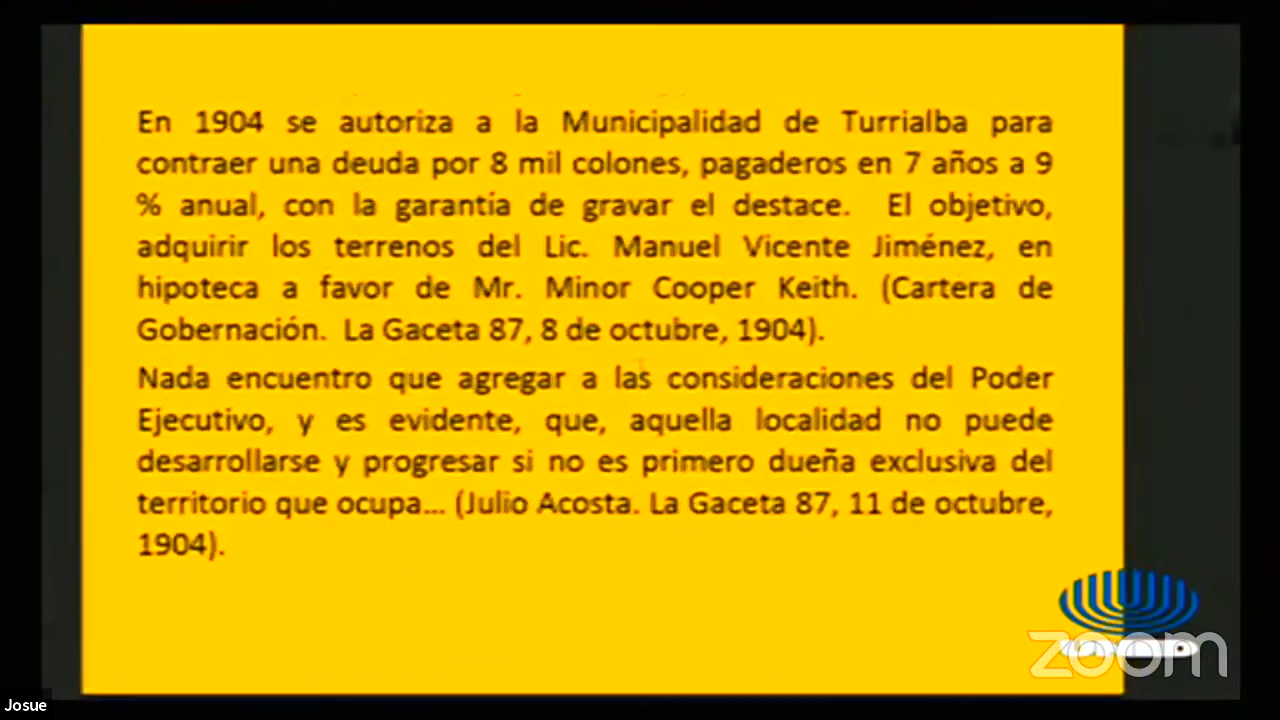 En 1904 se autoriza a la Municipalidad de Turrialba para
contraer una deuda por 8 mil colones, pagaderos en 7 años a 9
% anual, con la garantía de gravar el destace. El objetivo,
adquirir los terrenos del Lic. Manuel Vicente Jiménez, en
hipoteca a favor de Mr. Minor Cooper Keith. (Cartera de
Gobernación. La Gaceta 87, 8 de octubre, 1904).
Nada encuentro que agregar a las consideraciones del Poder
Ejecutivo, y es evidente, que, aquella localidad no puede
desarrollarse y progresar si no es primero dueña exclusiva del
territorio que ocupa... (Julio Acosta. La Gaceta 87, 11 de octubre,
1904).
zoom
Josue